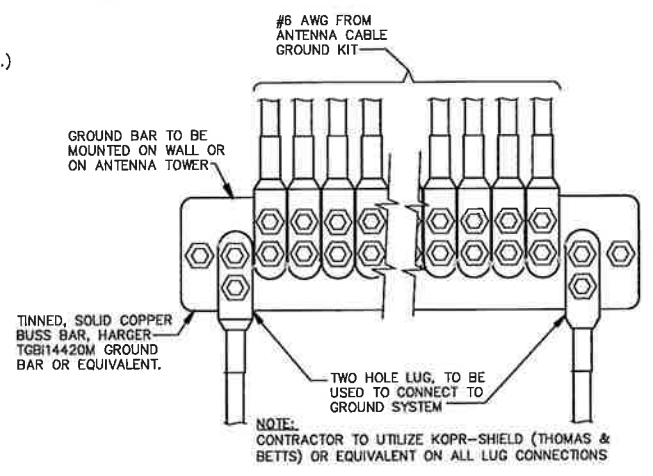 #6 AWG FROM
ANTENNA CABLE
GROUND KIT
.)
GROUND BAR TO BE
MOUNTED ON WALL OR
ON ANTENNA TOWER
TINNED, SOLID COPPER
BUSS BAR, HARGER
TGBI14420M GROUND
BAR OR EQUIVALENT.
TWO HOLE LUG, TO BE
USED TO CONNECT TO
GROUND SYSTEM
NOTE:
CONTRACTOR TO UTILIZE KOPR-SHIELD (THOMAS &
BETTS) OR EQUIVALENT ON ALL LUG CONNECTIONS